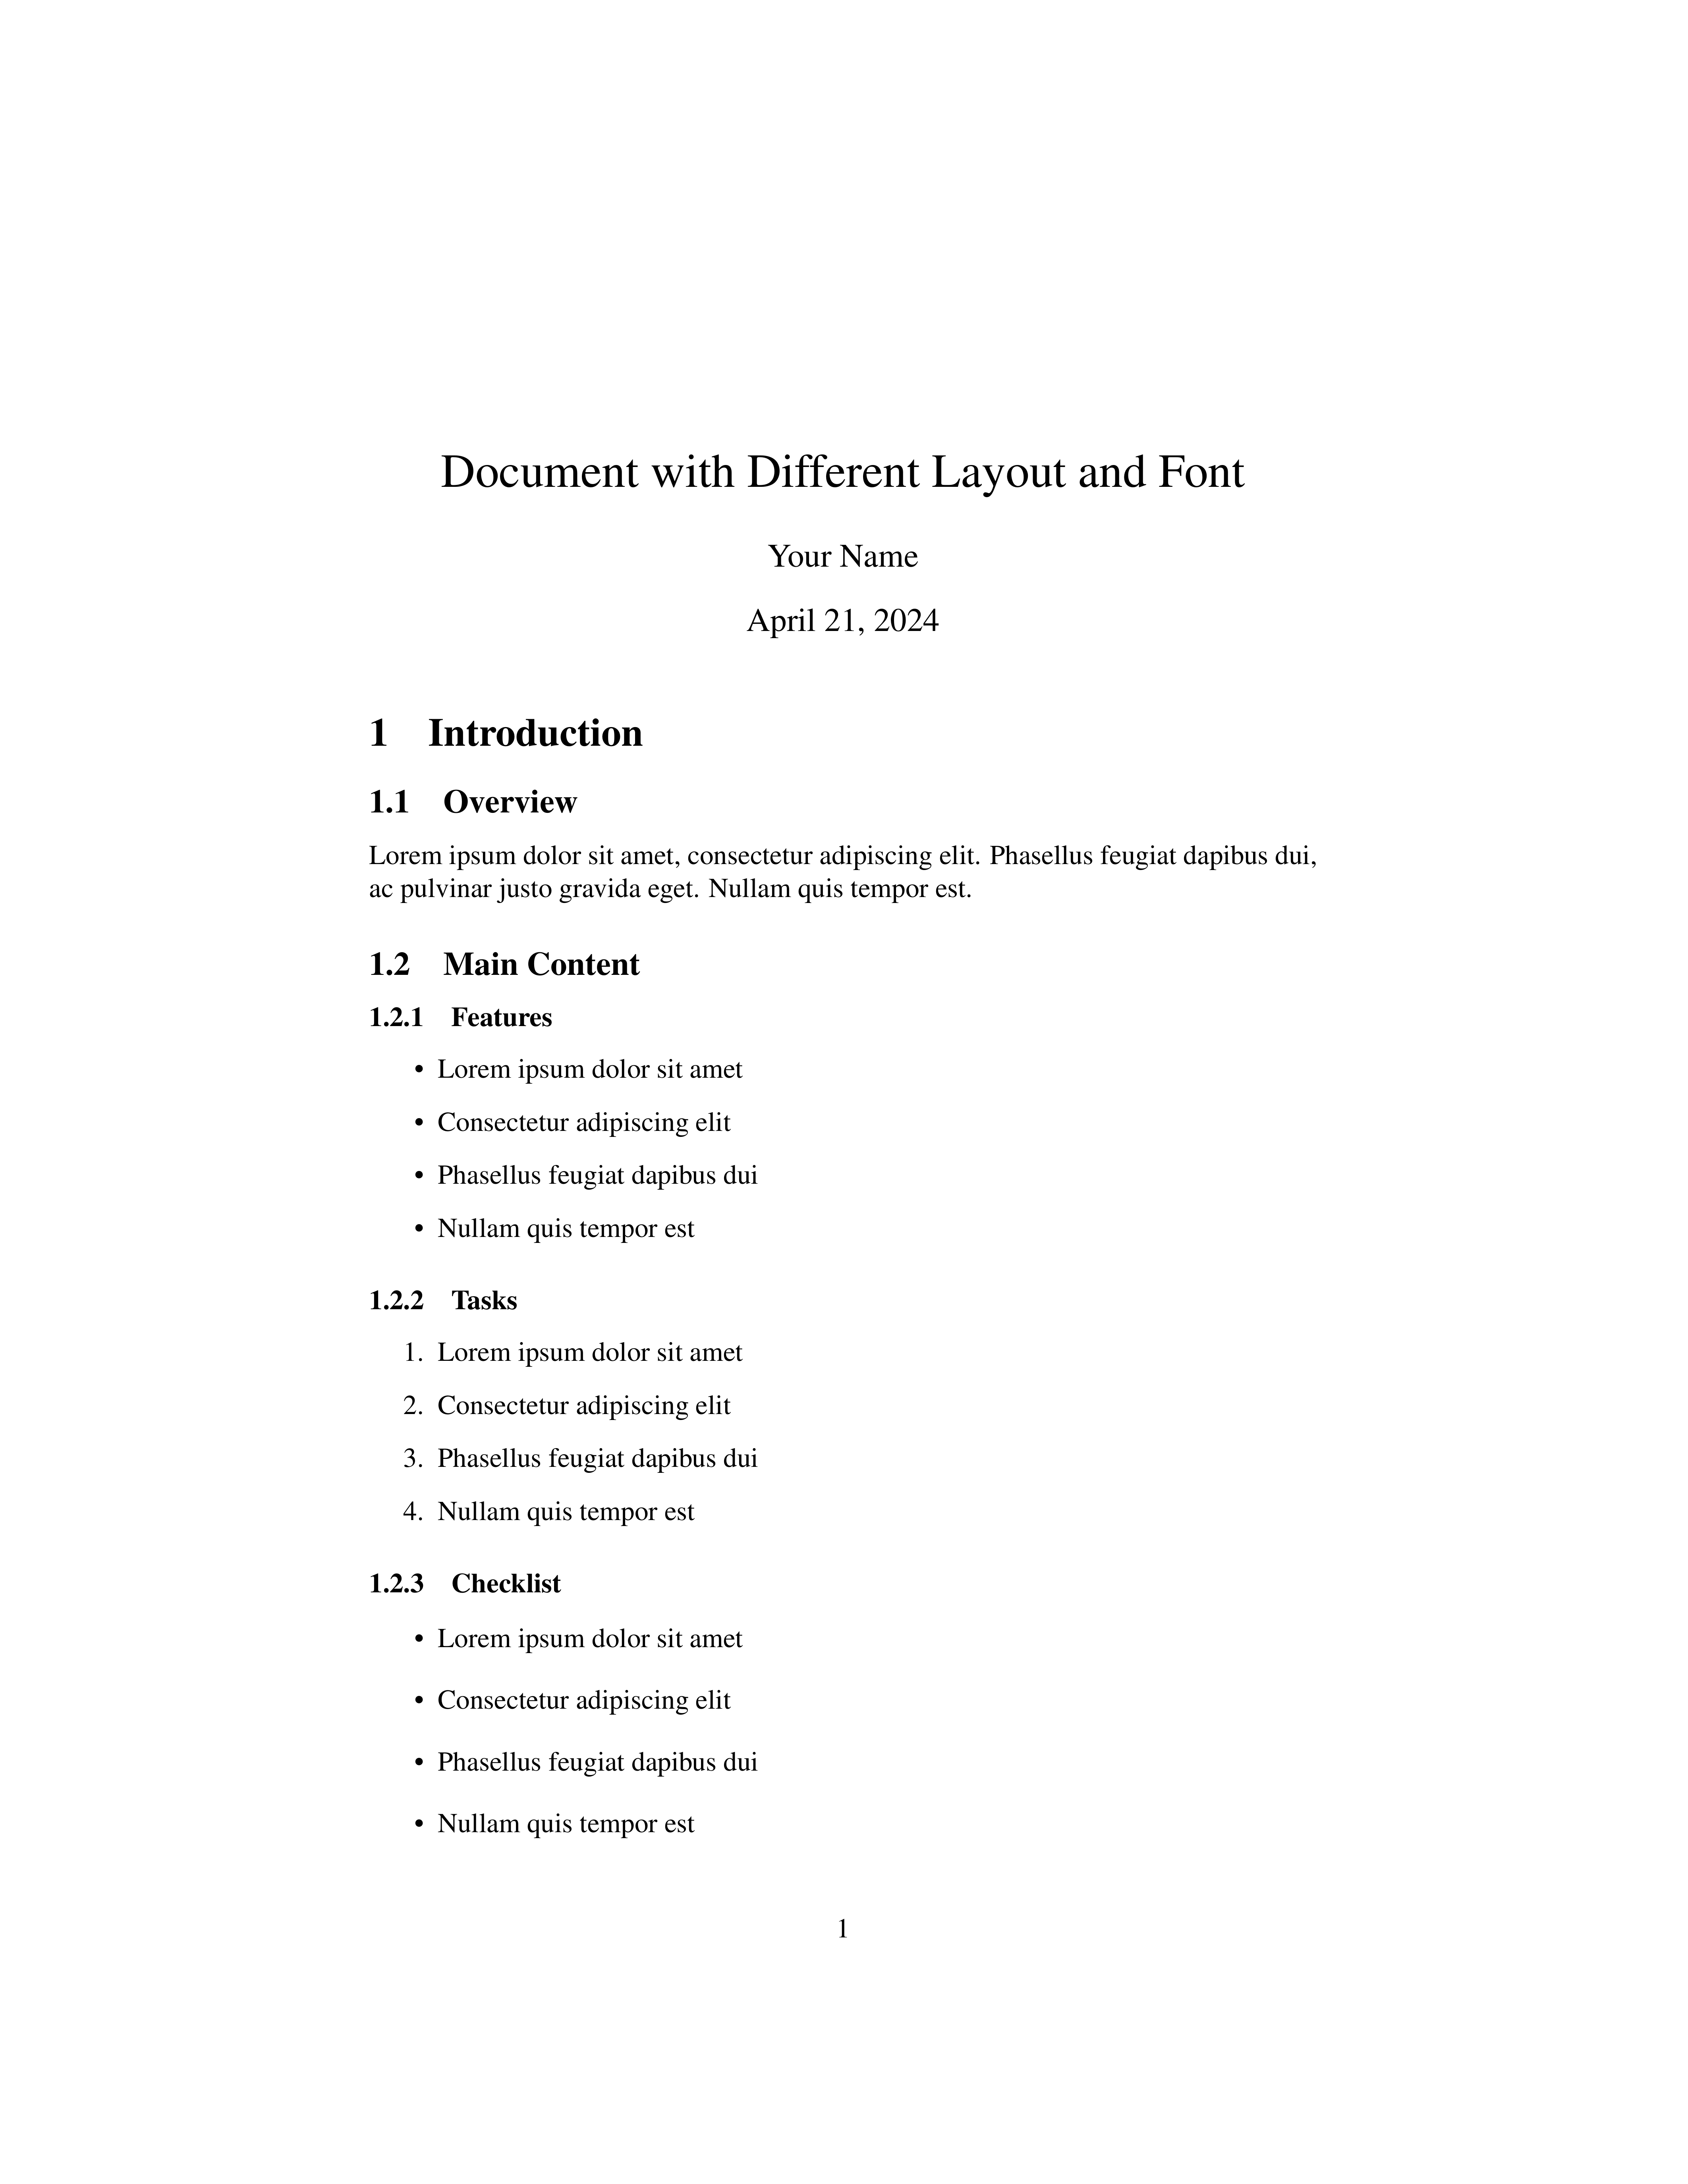 Document with Different Layout and Font
Your Name
April 21, 2024
1 Introduction
1.1 Overview
Lorem ipsum dolor sit amet, consectetur adipiscing elit. Phasellus feugiat dapibus dui,
ac pulvinar justo gravida eget. Nullam quis tempor est.
1.2 Main Content
1.2.1 Features
• Lorem ipsum dolor sit amet
• Consectetur adipiscing elit
• Phasellus feugiat dapibus dui
• Nullam quis tempor est
1.2.2 Tasks
1. Lorem ipsum dolor sit amet
2. Consectetur adipiscing elit
3. Phasellus feugiat dapibus dui
4. Nullam quis tempor est
1.2.3 Checklist
• Lorem ipsum dolor sit amet
• Consectetur adipiscing elit
• Phasellus feugiat dapibus dui
• Nullam quis tempor est
1